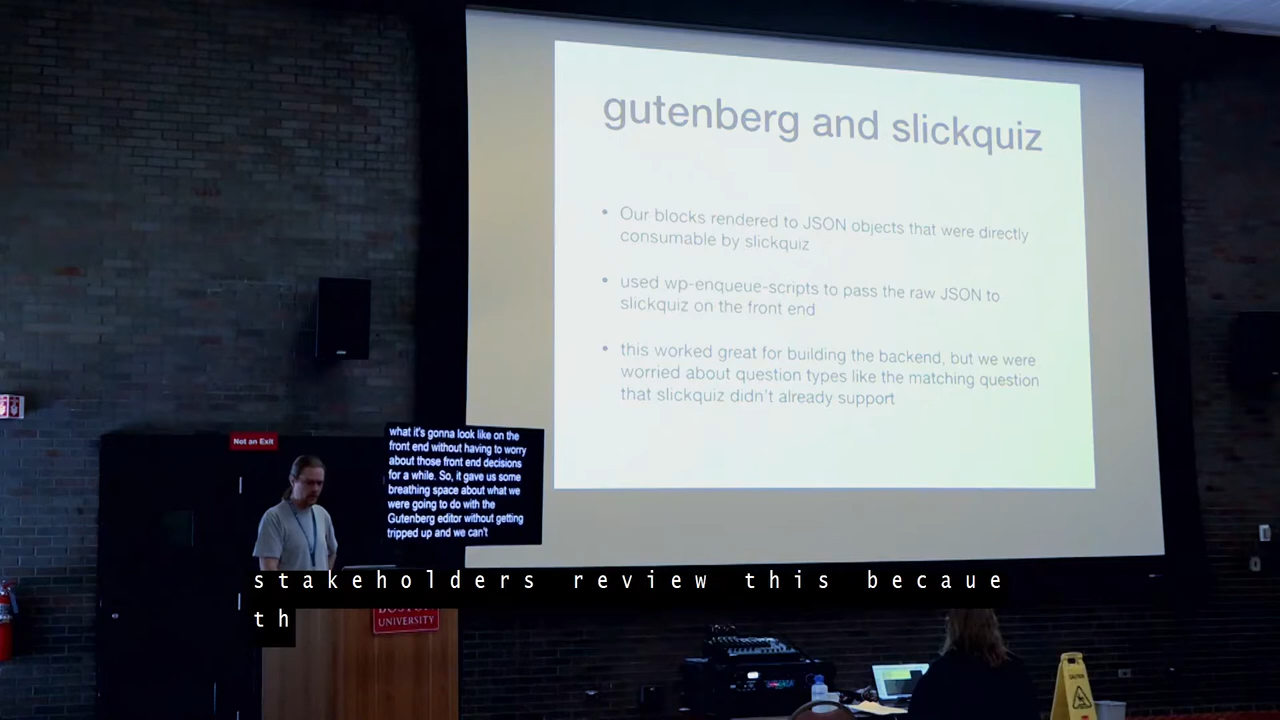 gutenberg and slickquiz
• Our blocks rendered to JSON objects that were directly
consumable by slickquiz
• used wp-enqueue-scripts to pass the raw JSON to
slickquiz on the front end
• this worked great for building the backend, but we were
worried about question types like the matching question
that slickquiz didn't already support
Not an Exit
what it's gonna look like on the
front end without having to worry
about those front end decisions
for a while. So, it gave us some
breathing space about what we
were going to do with the
Gutenberg editor without getting
tripped up and we can't
stakeholders review this becaue
th
BOSTON
UNIVERSITY
CAUTION